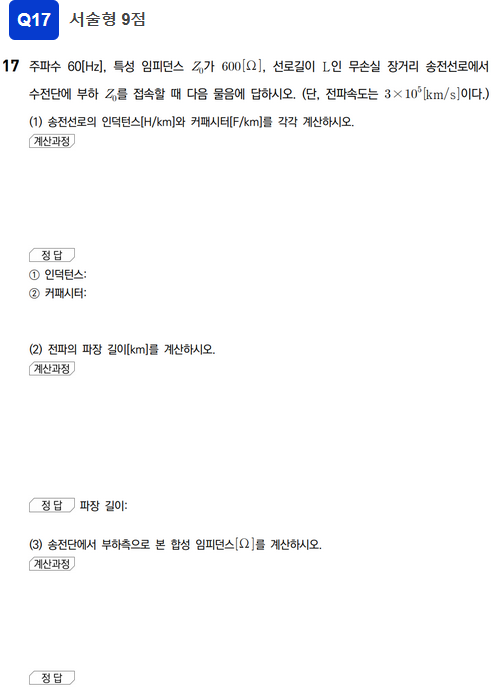 Q17 서술형 9점
17 주파수 60[Hz], 특성 임피던스 Z₀가 600[Ω], 선로길이 L인 무손실 장거리 송전선로에서
수전단에 부하 Z₀를 접속할 때 다음 물음에 답하시오. (단, 전파속도는 3×10⁵[km/s]이다.)
(1) 송전선로의 인덕턴스[H/km]와 커패시터[F/km]를 각각 계산하시오.
계산과정
정 답
① 인덕턴스:
② 커패시터:
(2) 전파의 파장 길이[km]를 계산하시오.
계산과정
정 답 파장 길이:
(3) 송전단에서 부하측으로 본 합성 임피던스[Ω]를 계산하시오.
계산과정
정 답